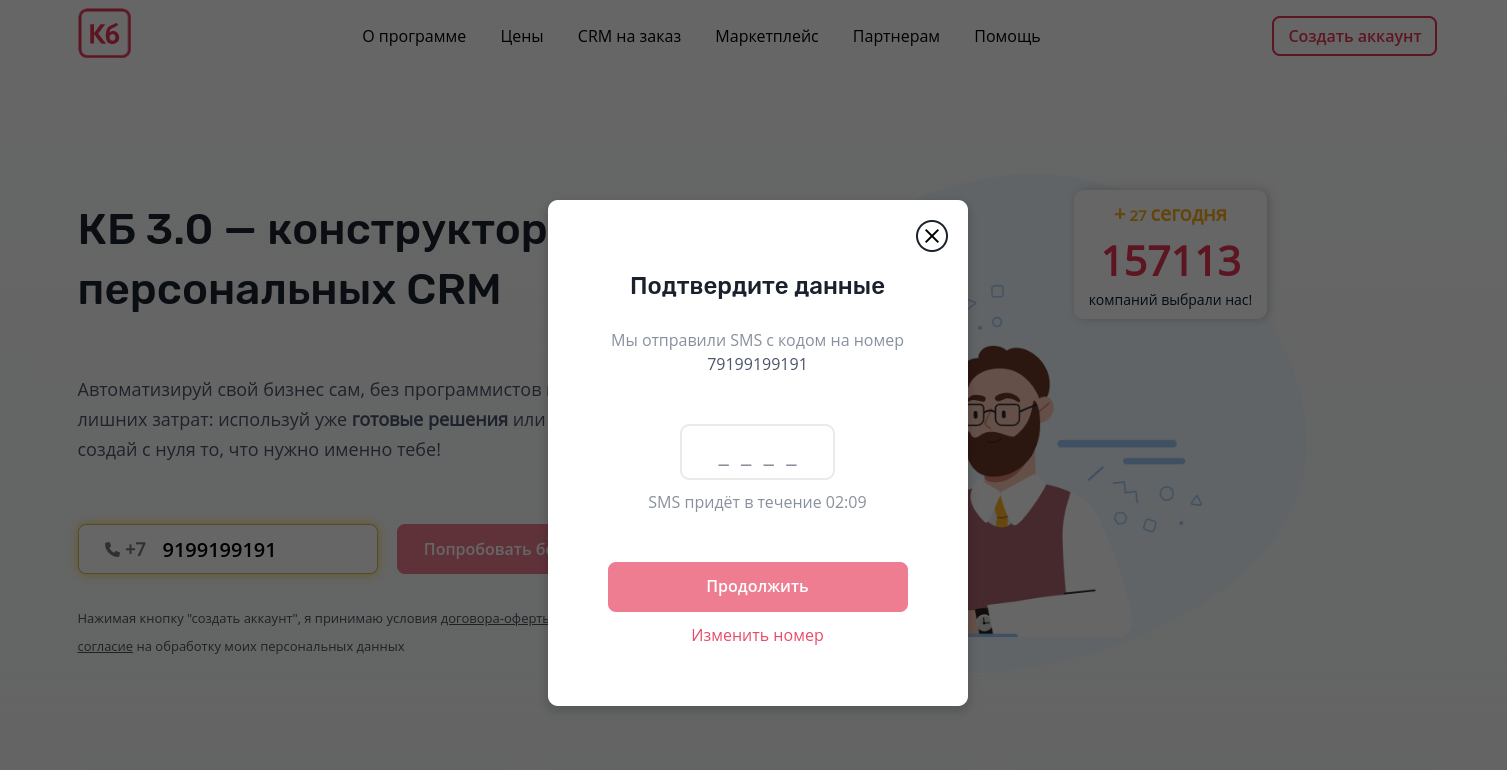 Кб
О программе
Цены
CRM на заказ
Маркетплейс
Партнерам
Помощь
Создать аккаунт
КБ 3.0 — конструктор
персональных CRM
Автоматизируй свой бизнес сам, без программистов
лишних затрат: используй уже готовые решения или
создай с нуля то, что нужно именно тебе!
+7 9199199191
Попробовать
Нажимая кнопку "создать аккаунт", я принимаю условия договора-оферты
согласие на обработку моих персональных данных
Подтвердите данные
Мы отправили SMS с кодом на номер
79199199191
_ _ _ _
SMS придёт в течение 02:09
Продолжить
Изменить номер
+ 27 сегодня
157113
компаний выбрали нас!